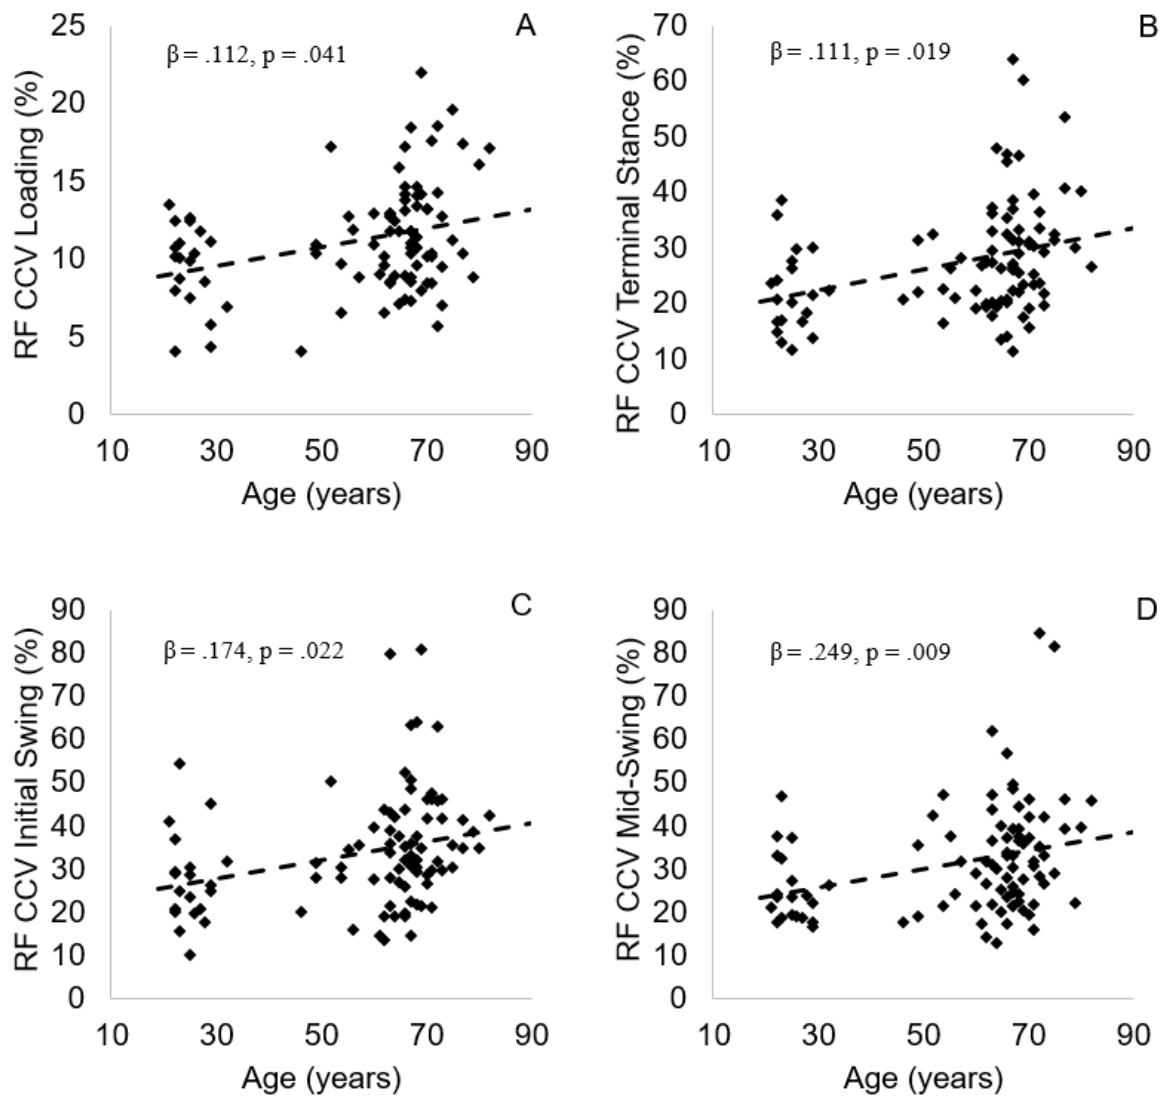 A
β = .112, p = .041
RF CCV Loading (%)
25
20
15
10
5
0
10 30 50 70 90
Age (years)
B
β = .111, p = .019
RF CCV Terminal Stance (%)
70
60
50
40
30
20
10
0
10 30 50 70 90
Age (years)
C
β = .174, p = .022
RF CCV Initial Swing (%)
90
80
70
60
50
40
30
20
10
0
10 30 50 70 90
Age (years)
D
β = .249, p = .009
RF CCV Mid-Swing (%)
90
80
70
60
50
40
30
20
10
0
10 30 50 70 90
Age (years)